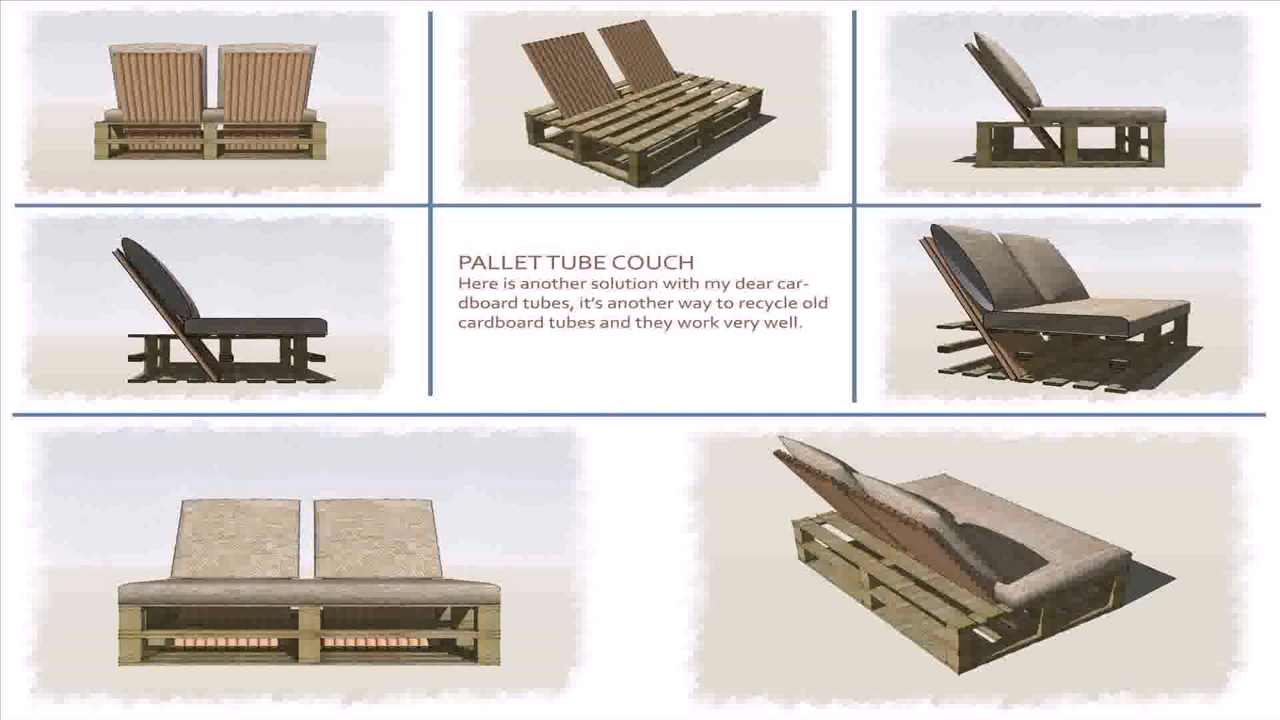 PALLET TUBE COUCH
Here is another solution with my dear car-
dboard tubes, it's another way to recycle old
cardboard tubes and they work very well.